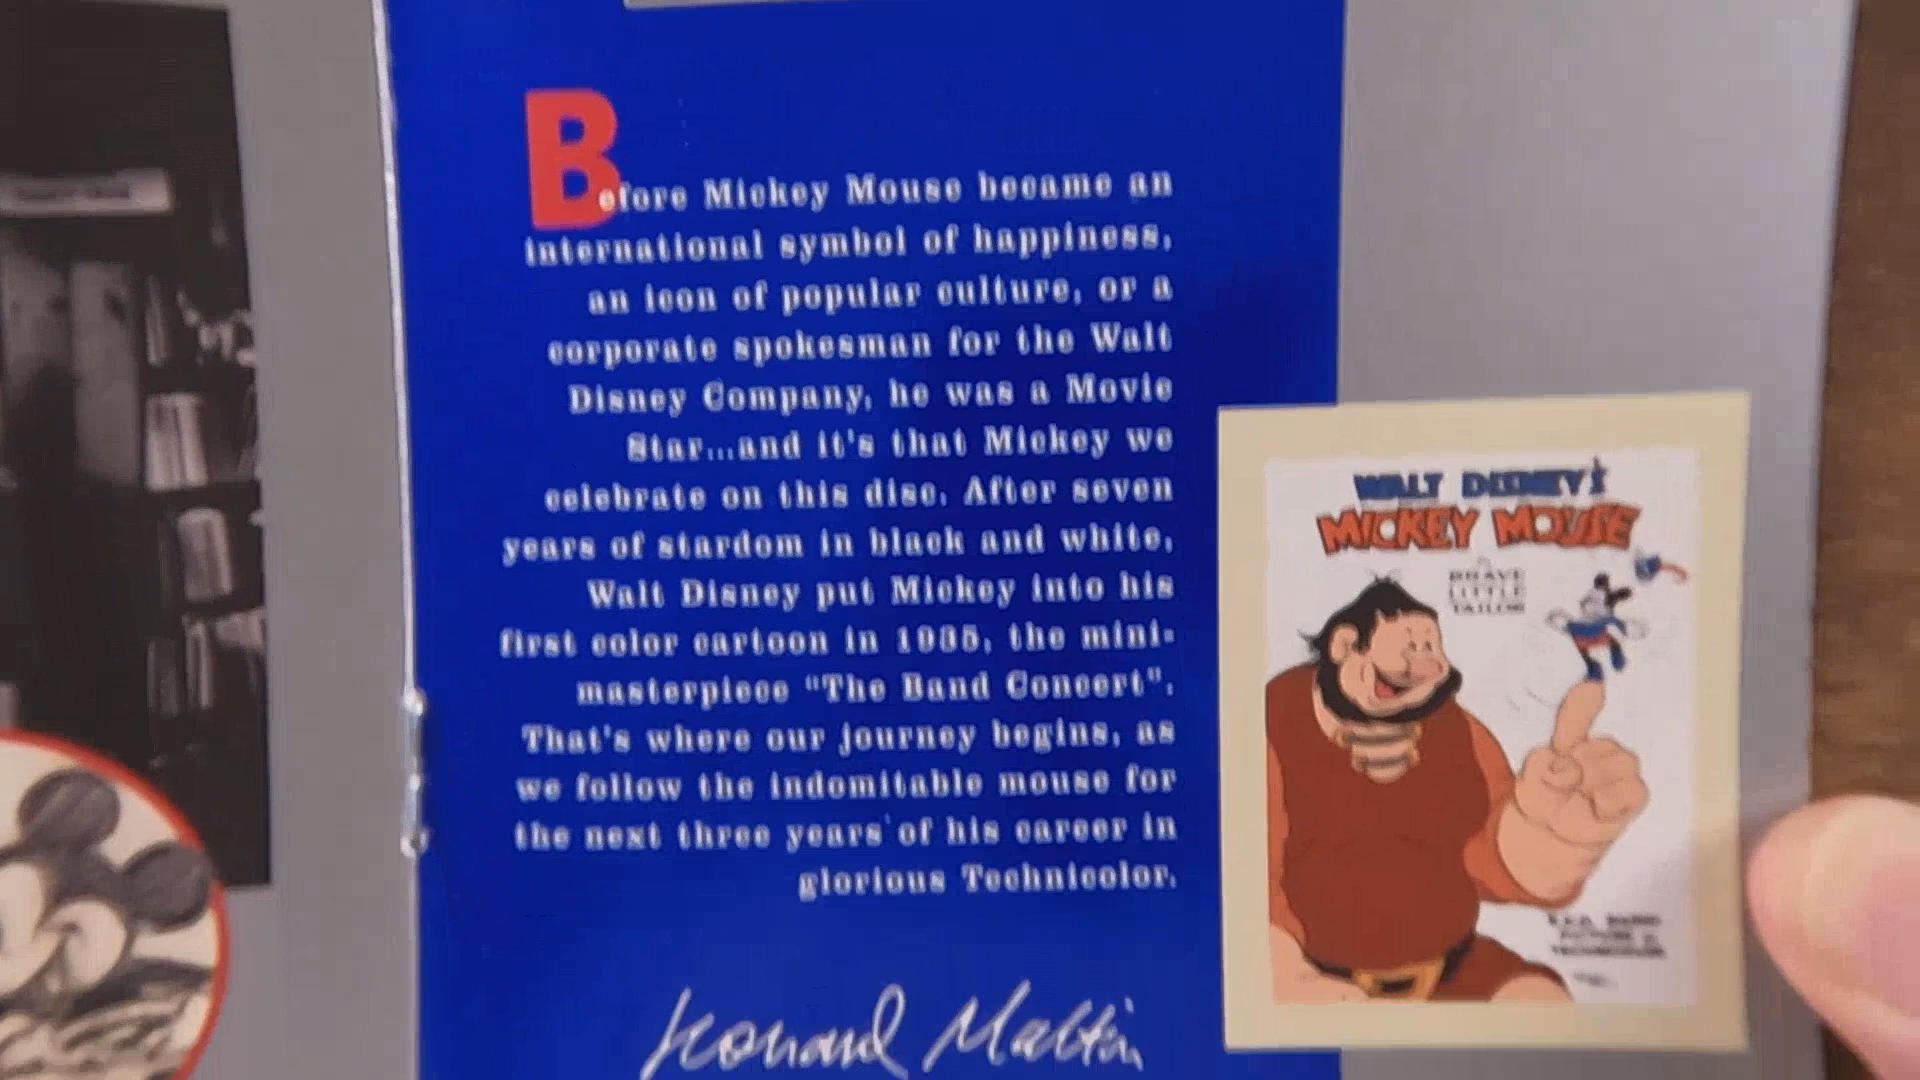 Before Mickey Mouse became an
international symbol of happiness,
an icon of popular culture, or a
corporate spokesman for the Walt
Disney Company, he was a Movie
Star...and it's that Mickey we
celebrate on this disc. After seven
years of stardom in black and white,
Walt Disney put Mickey into his
first color cartoon in 1935, the mini-
masterpiece "The Band Concert".
That's where our journey begins, as
we follow the indomitable mouse for
the next three years of his career in
glorious Technicolor.
Leonard Maltin
WALT DISNEY'S
MICKEY MOUSE
BRAVE
LITTLE
TAILOR